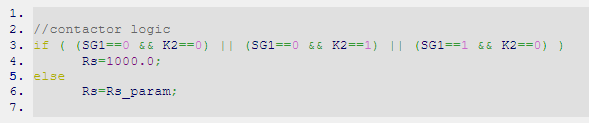 1.
2. //contactor logic
3. if ( (SG1==0 && K2==0) || (SG1==0 && K2==1) || (SG1==1 && K2==0) )
4. Rs=1000.0;
5. else
6. Rs=Rs_param;
7.